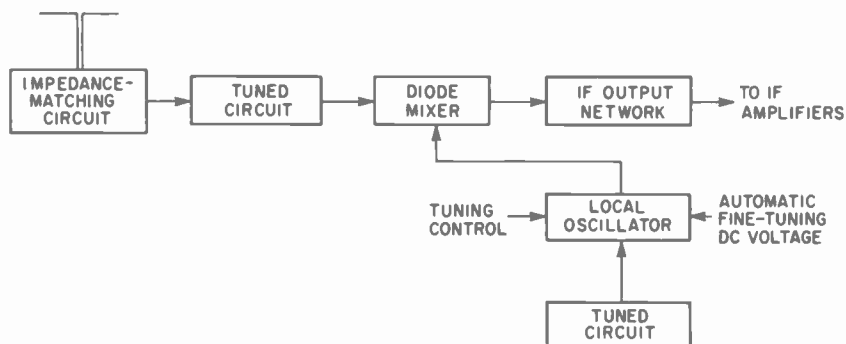 IMPEDANCE-
MATCHING
CIRCUIT
TUNED
CIRCUIT
DIODE
MIXER
IF OUTPUT
NETWORK
TO IF
AMPLIFIERS
TUNING
CONTROL
LOCAL
OSCILLATOR
AUTOMATIC
FINE-TUNING
DC VOLTAGE
TUNED
CIRCUIT